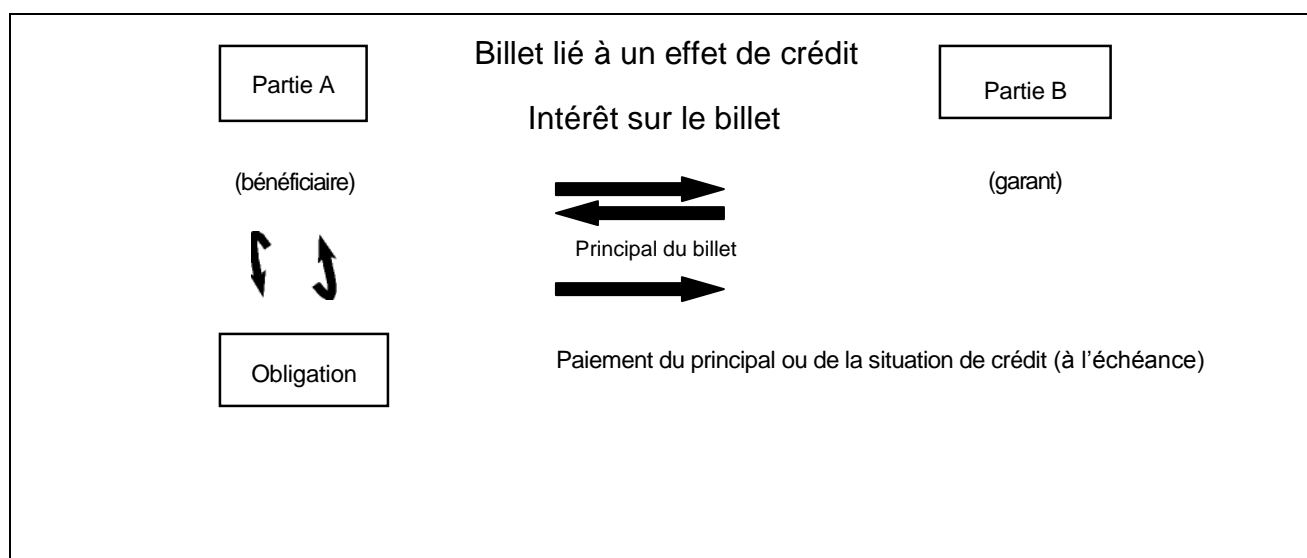 Billet lié à un effet de crédit
Partie A
Partie B
Intérêt sur le billet
(bénéficiaire)
(garant)
Principal du billet
Obligation
Paiement du principal ou de la situation de crédit (à l'échéance)